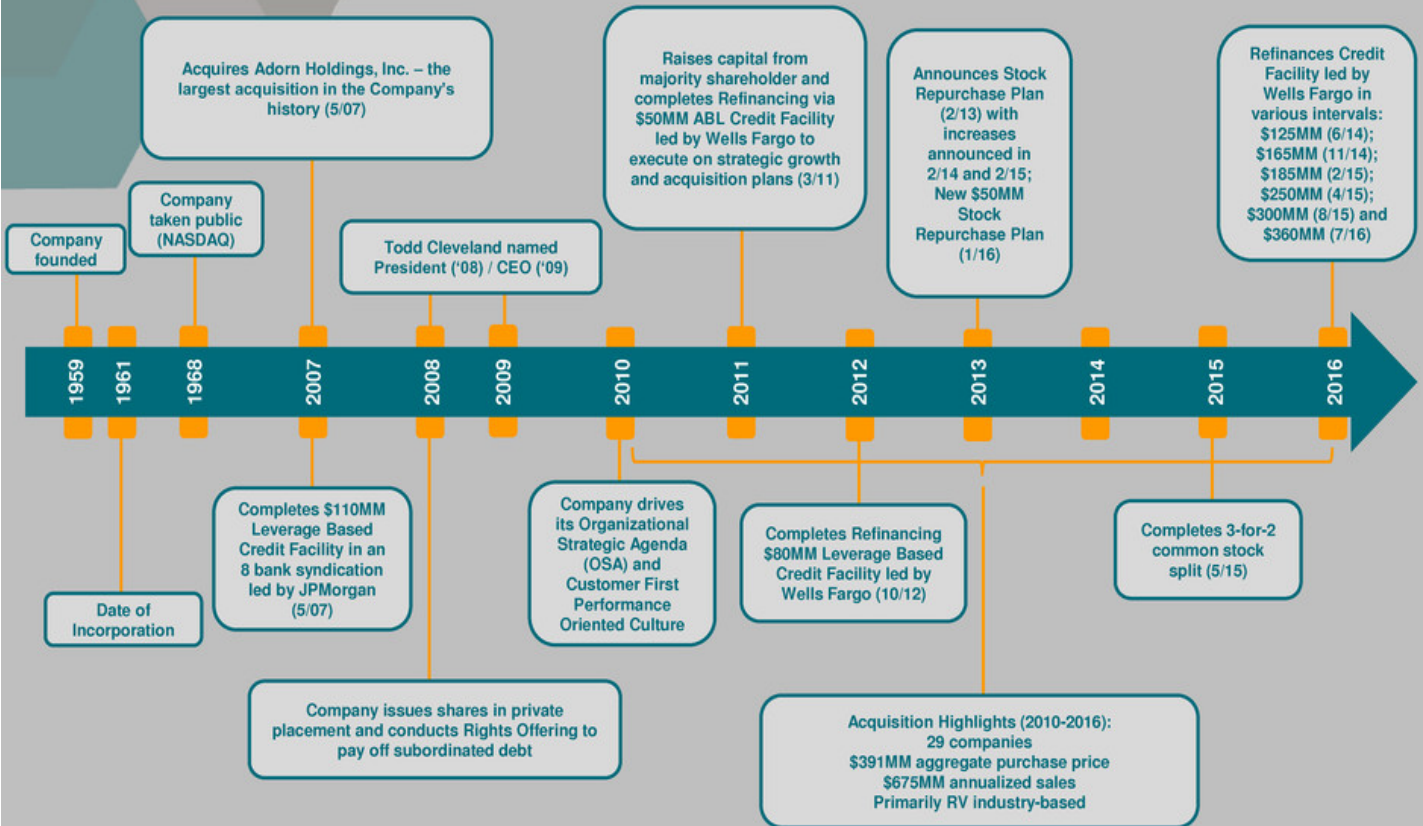 Acquires Adorn Holdings, Inc. – the
largest acquisition in the Company's
history (5/07)
Raises capital from
majority shareholder and
completes Refinancing via
$50MM ABL Credit Facility
led by Wells Fargo to
execute on strategic growth
and acquisition plans (3/11)
Announces Stock
Repurchase Plan
(2/13) with
increases
announced in
2/14 and 2/15;
New $50MM
Stock
Repurchase Plan
(1/16)
Refinances Credit
Facility led by
Wells Fargo in
various intervals:
$125MM (6/14);
$165MM (11/14);
$185MM (2/15);
$250MM (4/15);
$300MM (8/15) and
$360MM (7/16)
Company
founded
Company
taken public
(NASDAQ)
Todd Cleveland named
President (‘08) / CEO (‘09)
1959
1961
1968
2007
2008
2009
2010
2011
2012
2013
2014
2015
2016
Date of
Incorporation
Completes $110MM
Leverage Based
Credit Facility in an
8 bank syndication
led by JPMorgan
(5/07)
Company issues shares in private
placement and conducts Rights Offering to
pay off subordinated debt
Company drives
its Organizational
Strategic Agenda
(OSA) and
Customer First
Performance
Oriented Culture
Completes Refinancing
$80MM Leverage Based
Credit Facility led by
Wells Fargo (10/12)
Completes 3-for-2
common stock
split (5/15)
Acquisition Highlights (2010-2016):
29 companies
$391MM aggregate purchase price
$675MM annualized sales
Primarily RV industry-based